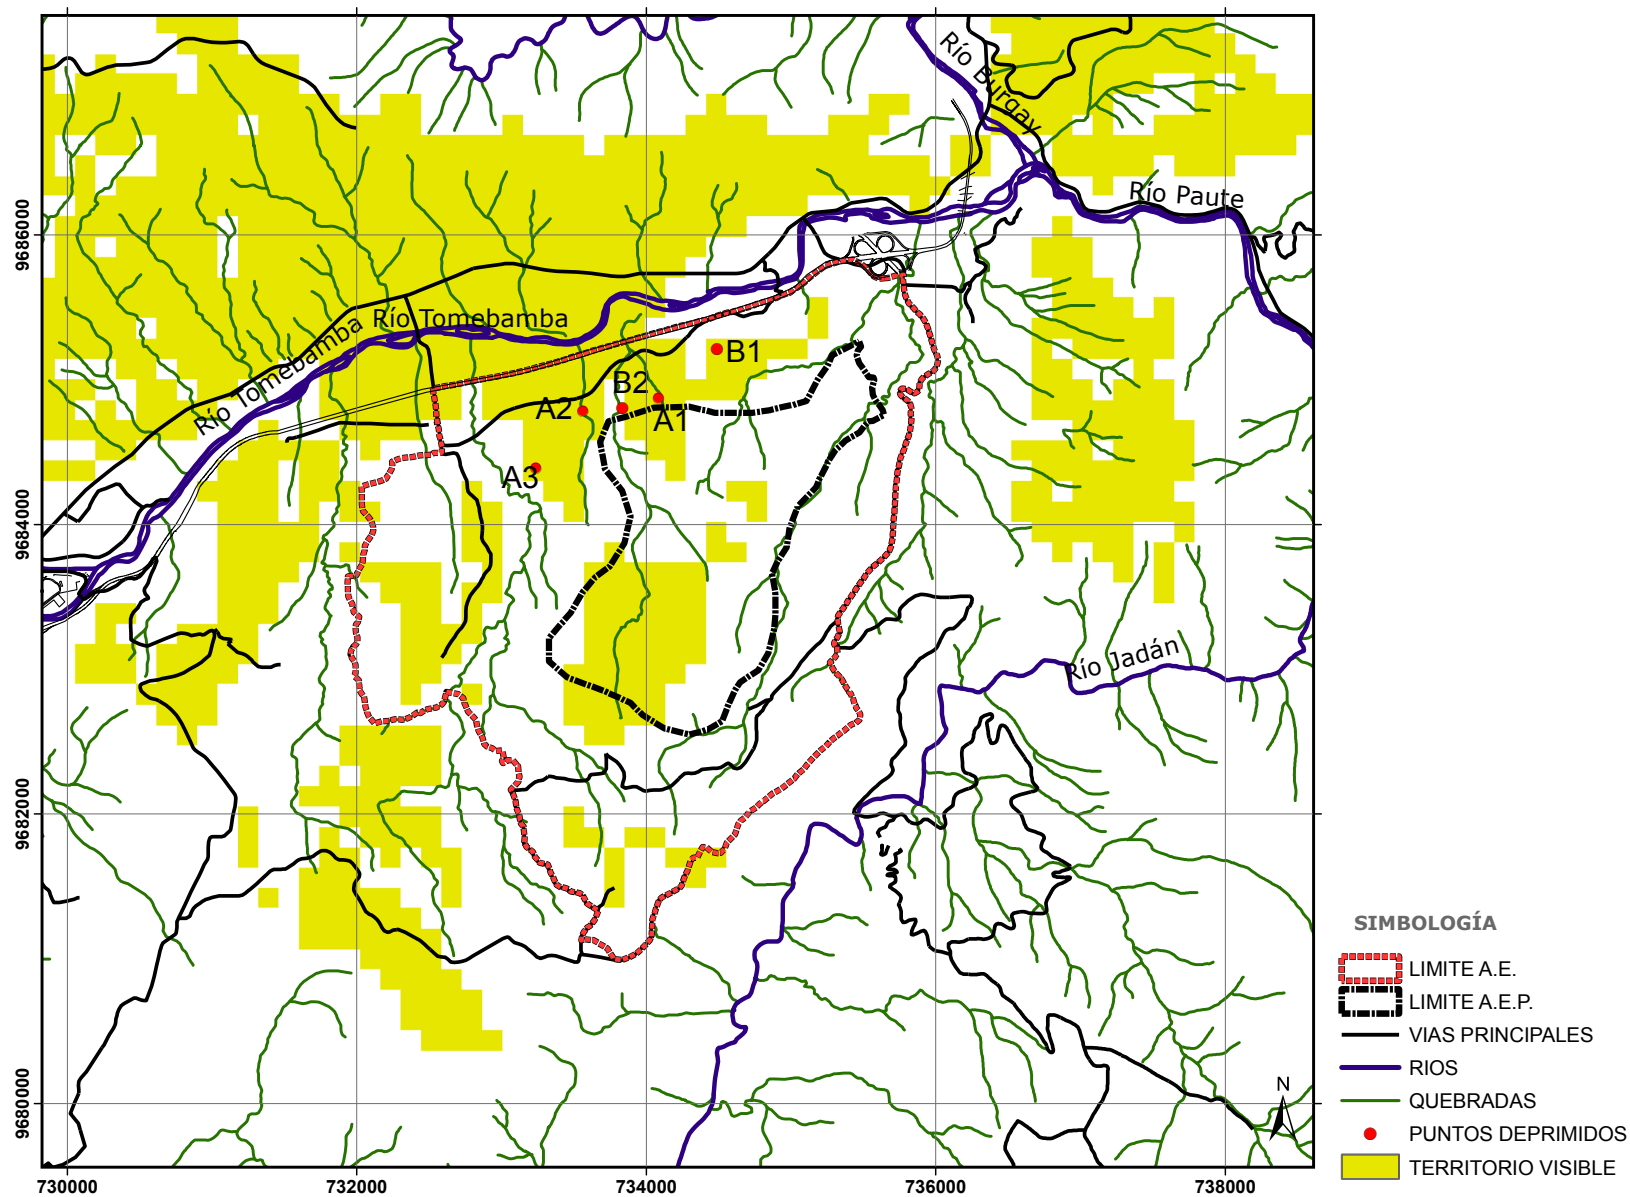 Río Burgay
Río Paute
9686000
Río Tomebamba
Río Tomebamba
B1
B2
A2
A1
A3
9684000
Río Jadán
9682000
SIMBOLOGÍA
LIMITE A.E.
LIMITE A.E.P.
VIAS PRINCIPALES
RIOS
N
QUEBRADAS
9680000
PUNTOS DEPRIMIDOS
TERRITORIO VISIBLE
730000
732000
734000
736000
738000